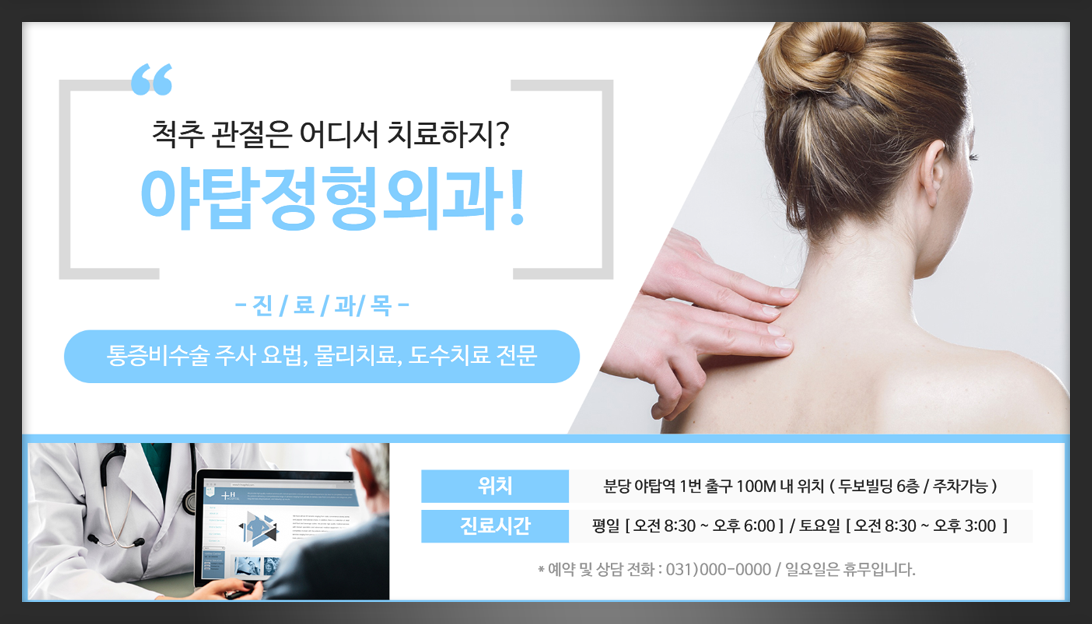 “
척추 관절은 어디서 치료하지?
야탑정형외과!
- 진 / 료 / 과/ 목 -
통증비수술 주사 요법, 물리치료, 도수치료 전문
위치
분당 야탑역 1번 출구 100M 내 위치 ( 두보빌딩 6층 / 주차가능 )
진료시간
평일 [ 오전 8:30 ~ 오후 6:00 ] / 토요일 [ 오전 8:30 ~ 오후 3:00 ]
* 예약 및 상담 전화 : 031)000-0000 / 일요일은 휴무입니다.